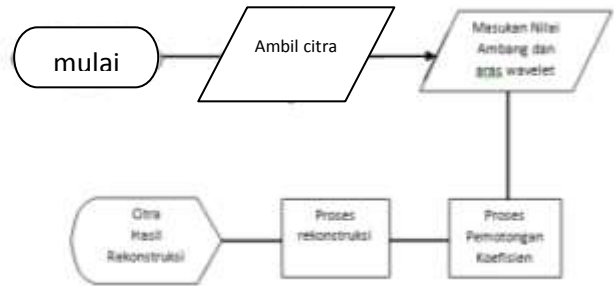 mulai
Ambil citra
Masukan Nilai
Ambang dan
aras wavelet
Proses
Pemotongan
Koefisien
Proses
rekonstruksi
Citra
Hasil
Rekonstruksi